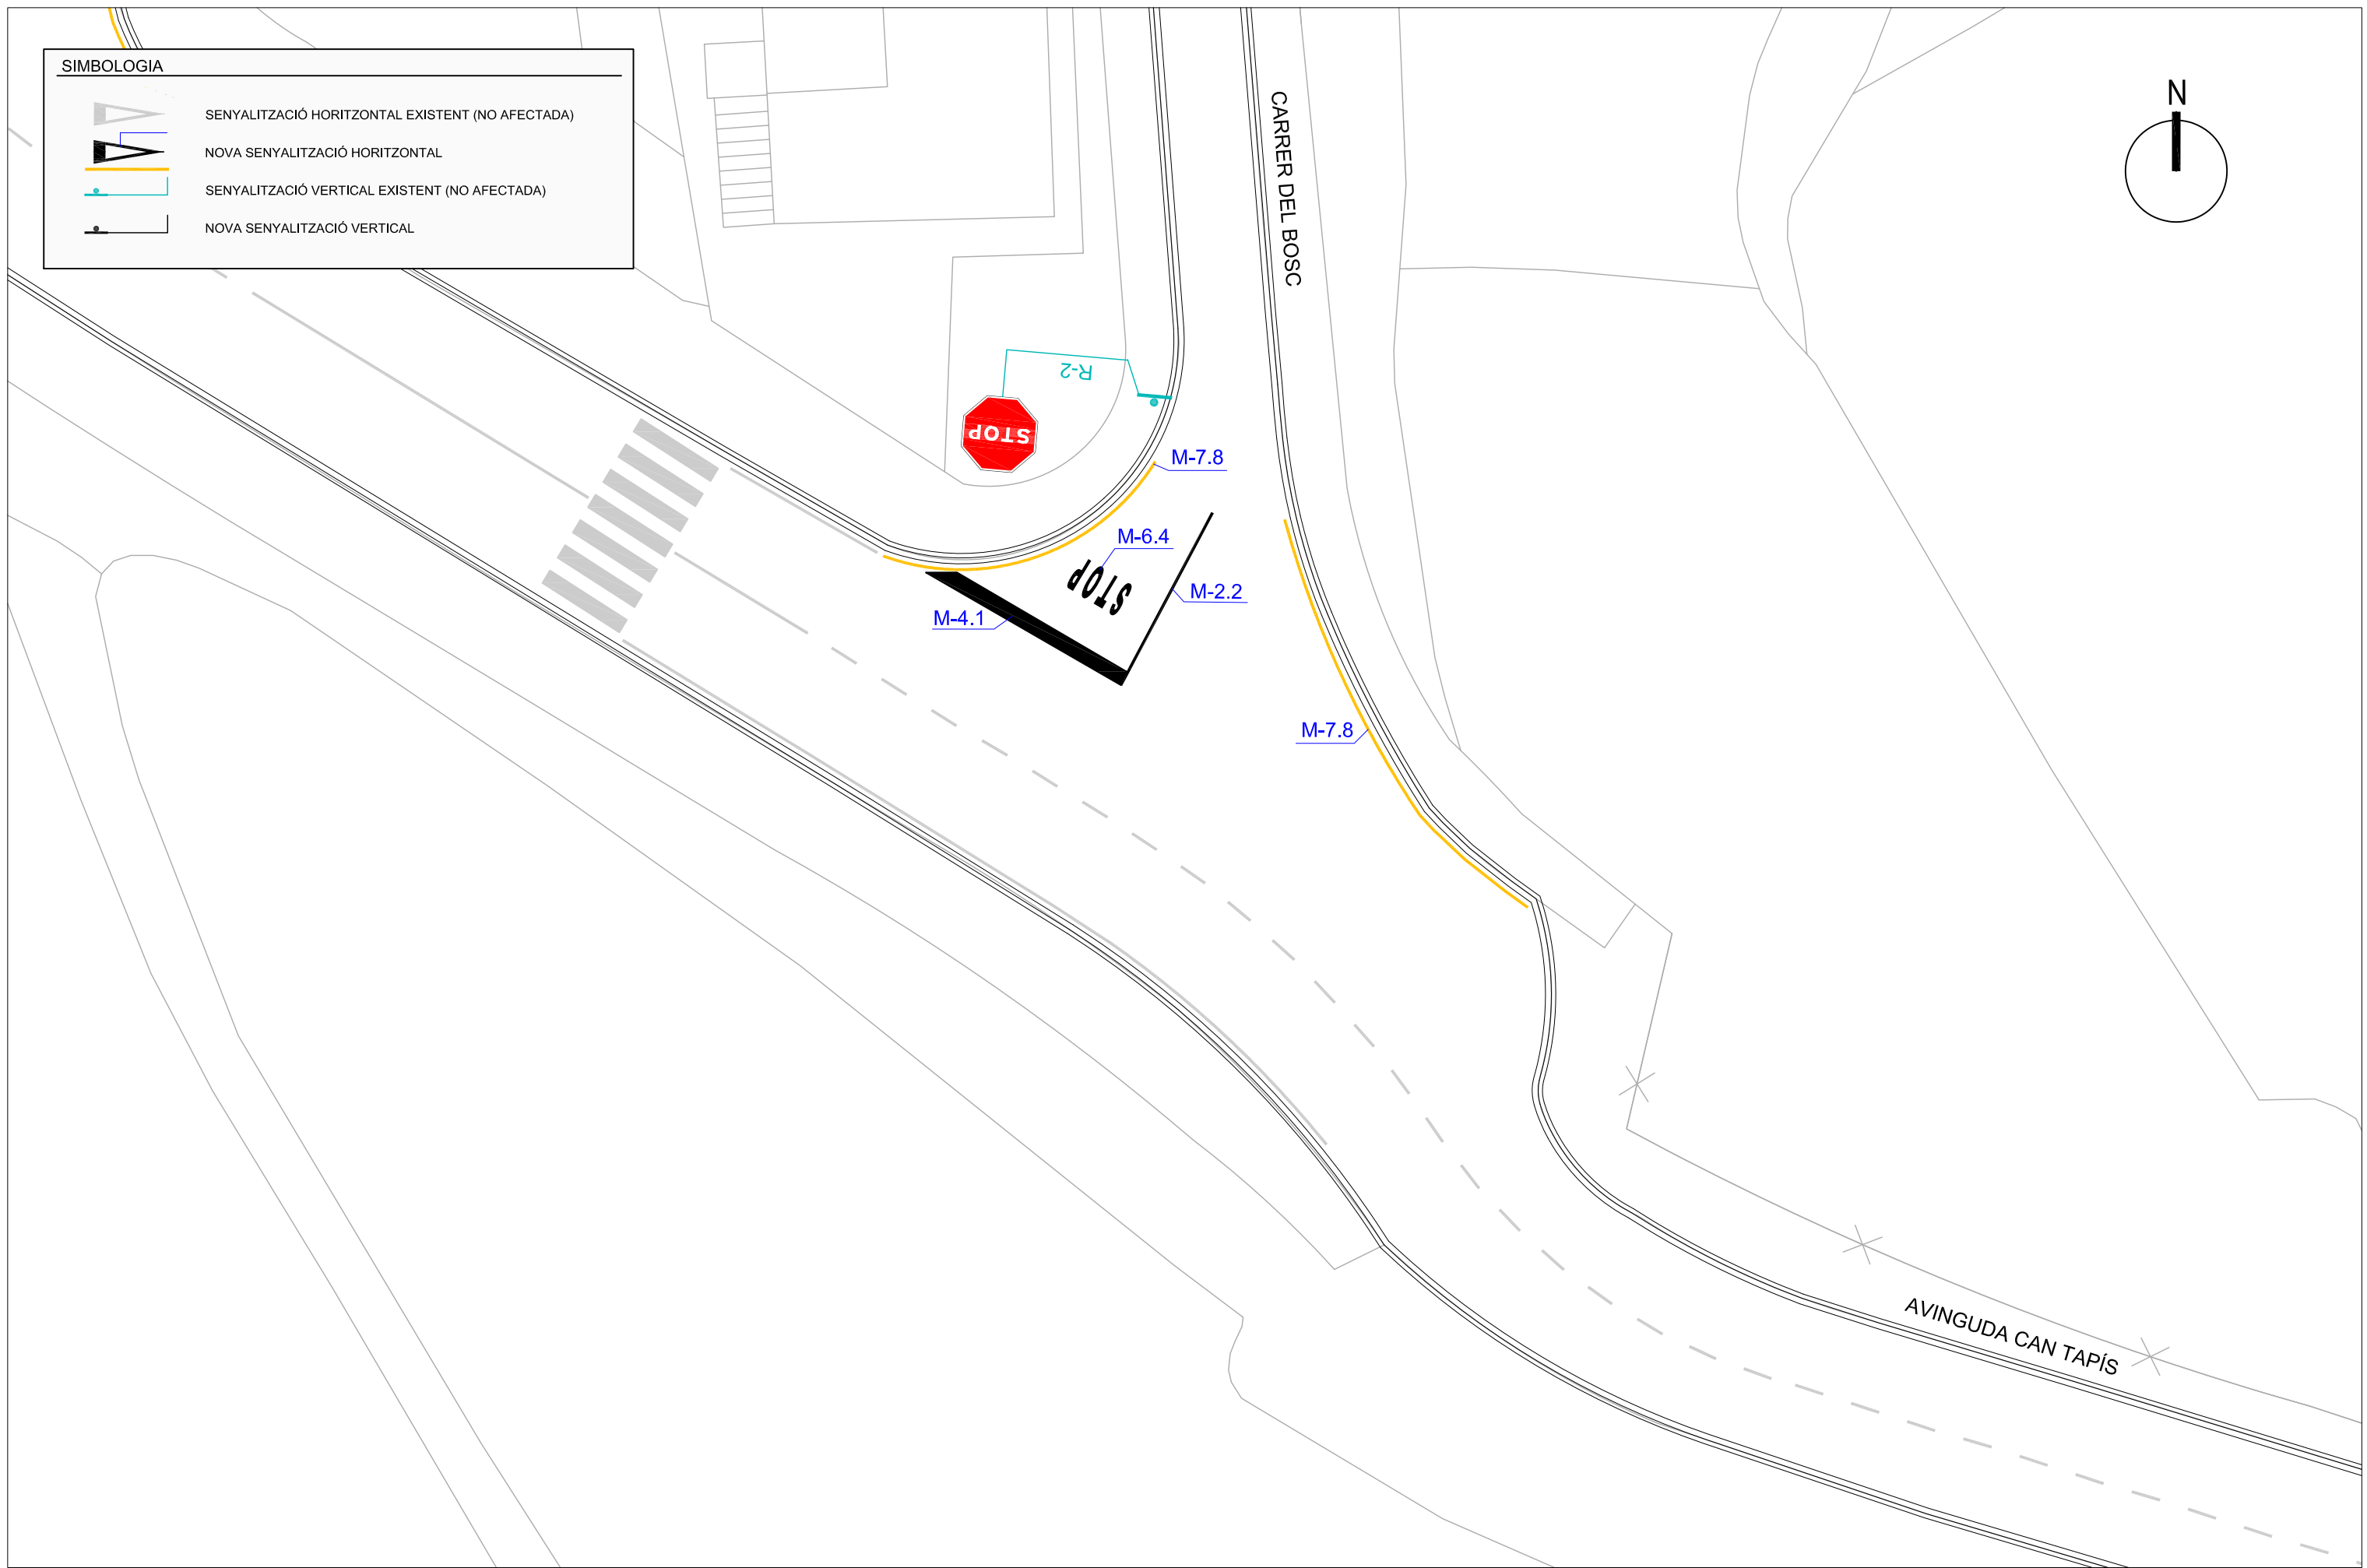 SIMBOLOGIA
SENYALITZACIÓ HORITZONTAL EXISTENT (NO AFECTADA)
NOVA SENYALITZACIÓ HORITZONTAL
SENYALITZACIÓ VERTICAL EXISTENT (NO AFECTADA)
NOVA SENYALITZACIÓ VERTICAL
N
CARRER DEL BOSC
R-2
STOP
M-7.8
M-6.4
STOP
M-2.2
M-4.1
M-7.8
AVINGUDA CAN TAPÍS